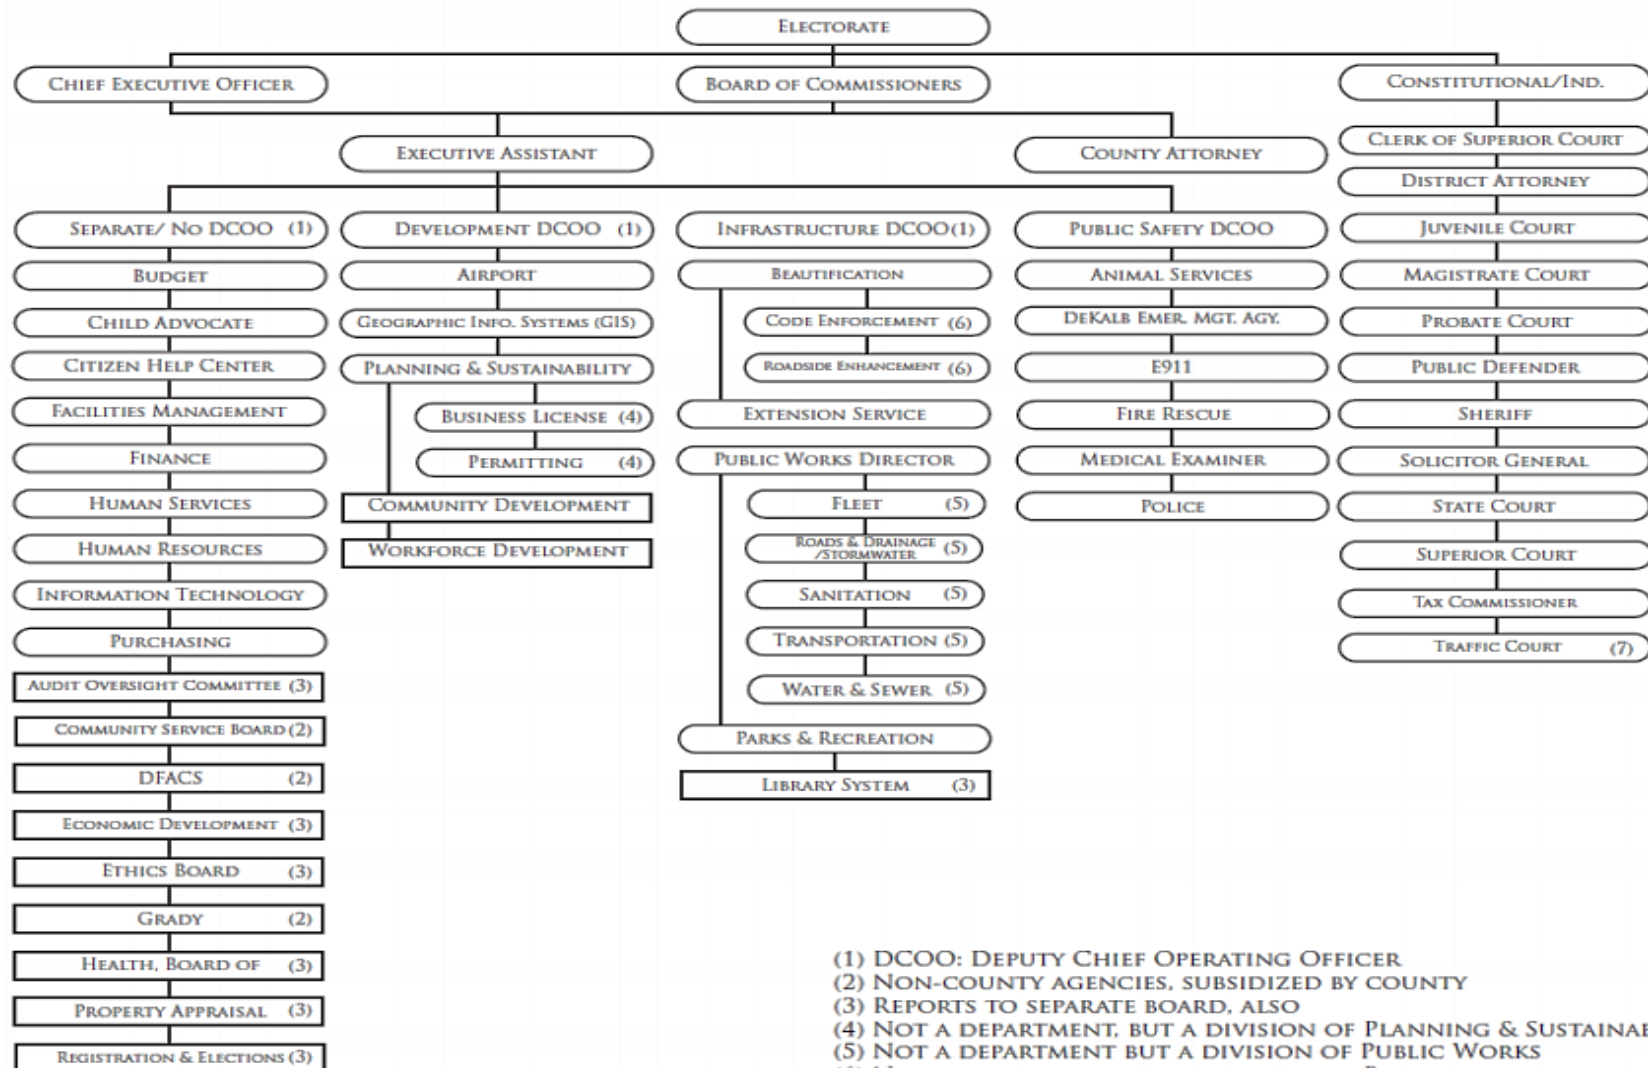 ELECTORATE
CHIEF EXECUTIVE OFFICER
BOARD OF COMMISSIONERS
CONSTITUTIONAL/IND.
EXECUTIVE ASSISTANT
COUNTY ATTORNEY
SEPARATE/ NO DCOO (1)
BUDGET
CHILD ADVOCATE
CITIZEN HELP CENTER
FACILITIES MANAGEMENT
FINANCE
HUMAN SERVICES
HUMAN RESOURCES
INFORMATION TECHNOLOGY
PURCHASING
AUDIT OVERSIGHT COMMITTEE (3)
COMMUNITY SERVICE BOARD (2)
DFACS (2)
ECONOMIC DEVELOPMENT (3)
ETHICS BOARD (3)
GRADY (2)
HEALTH, BOARD OF (3)
PROPERTY APPRAISAL (3)
REGISTRATION & ELECTIONS (3)
DEVELOPMENT DCOO (1)
AIRPORT
GEOGRAPHIC INFO. SYSTEMS (GIS)
PLANNING & SUSTAINABILITY
BUSINESS LICENSE (4)
PERMITTING (4)
COMMUNITY DEVELOPMENT
WORKFORCE DEVELOPMENT
INFRASTRUCTURE DCOO (1)
BEAUTIFICATION
CODE ENFORCEMENT (6)
ROADSIDE ENHANCEMENT (6)
EXTENSION SERVICE
PUBLIC WORKS DIRECTOR
FLEET (5)
ROADS & DRAINAGE
/STORMWATER (5)
SANITATION (5)
TRANSPORTATION (5)
WATER & SEWER (5)
PARKS & RECREATION
LIBRARY SYSTEM (3)
PUBLIC SAFETY DCOO
ANIMAL SERVICES
DEKALB EMER. MGT. AGY.
E911
FIRE RESCUE
MEDICAL EXAMINER
POLICE
CLERK OF SUPERIOR COURT
DISTRICT ATTORNEY
JUVENILE COURT
MAGISTRATE COURT
PROBATE COURT
PUBLIC DEFENDER
SHERIFF
SOLICITOR GENERAL
STATE COURT
SUPERIOR COURT
TAX COMMISSIONER
TRAFFIC COURT (7)
(1) DCOO: DEPUTY CHIEF OPERATING OFFICER
(2) NON-COUNTY AGENCIES, SUBSIDIZED BY COUNTY
(3) REPORTS TO SEPARATE BOARD, ALSO
(4) NOT A DEPARTMENT, BUT A DIVISION OF PLANNING &
(5) NOT A DEPARTMENT BUT A DIVISION OF PUBLIC WORKS